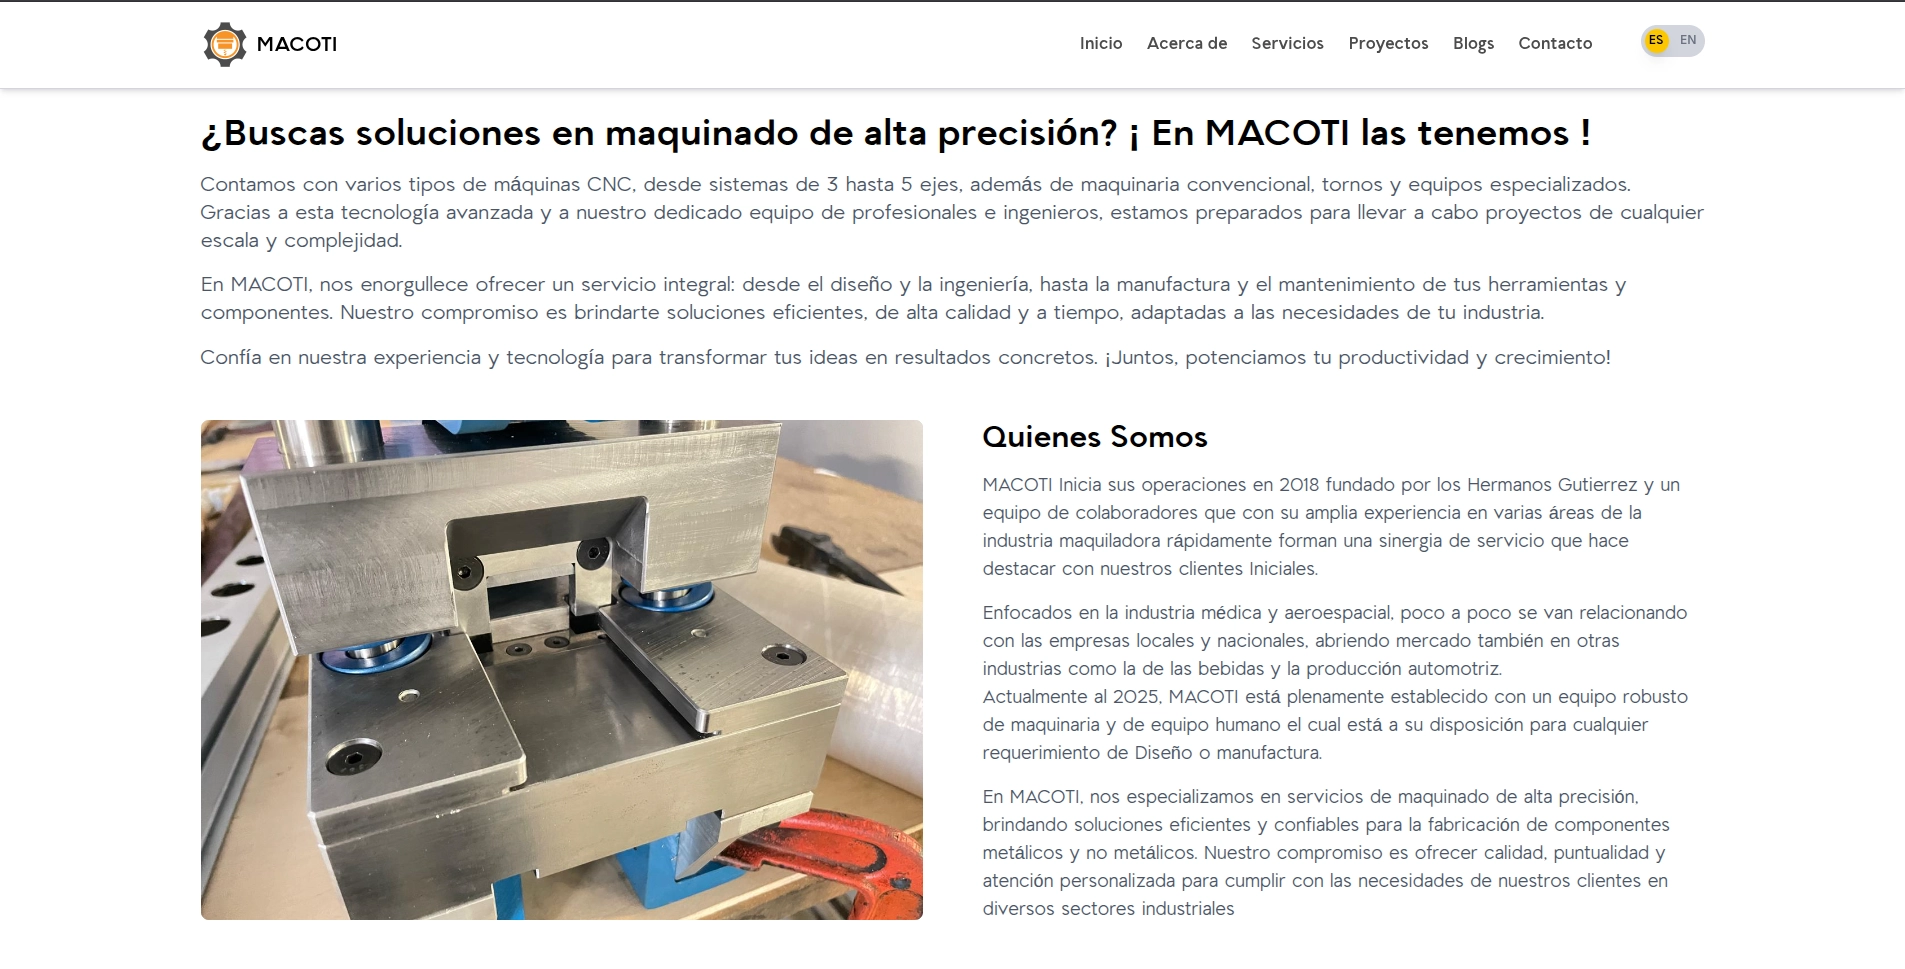 MACOTI
Inicio Acerca de Servicios Proyectos Blogs Contacto ES EN
¿Buscas soluciones en maquinado de alta precisión? ¡ En MACOTI las tenemos !
Contamos con varios tipos de máquinas CNC, desde sistemas de 3 hasta 5 ejes, además de maquinaria convencional, tornos y equipos especializados.
Gracias a esta tecnología avanzada y a nuestro dedicado equipo de profesionales e ingenieros, estamos preparados para llevar a cabo proyectos de cualquier
escala y complejidad.
En MACOTI, nos enorgullece ofrecer un servicio integral: desde el diseño y la ingeniería, hasta la manufactura y el mantenimiento de tus herramientas y
componentes. Nuestro compromiso es brindarte soluciones eficientes, de alta calidad y a tiempo, adaptadas a las necesidades de tu industria.
Confía en nuestra experiencia y tecnología para transformar tus ideas en resultados concretos. ¡Juntos, potenciamos tu productividad y crecimiento!
Quienes Somos
MACOTI Inicia sus operaciones en 2018 fundado por los Hermanos Gutierrez y un
equipo de colaboradores que con su amplia experiencia en varias áreas de la
industria maquiladora rápidamente forman una sinergia de servicio que hace
destacar con nuestros clientes Iniciales.
Enfocados en la industria médica y aeroespacial, poco a poco se van relacionando
con las empresas locales y nacionales, abriendo mercado también en otras
industrias como la de las bebidas y la producción automotriz.
Actualmente al 2025, MACOTI está plenamente establecido con un equipo robusto
de maquinaria y de equipo humano el cual está a su disposición para cualquier
requerimiento de Diseño o manufactura.
En MACOTI, nos especializamos en servicios de maquinado de alta precisión,
brindando soluciones eficientes y confiables para la fabricación de componentes
metálicos y no metálicos. Nuestro compromiso es ofrecer calidad, puntualidad y
atención personalizada para cumplir con las necesidades de nuestros clientes en
diversos sectores industriales